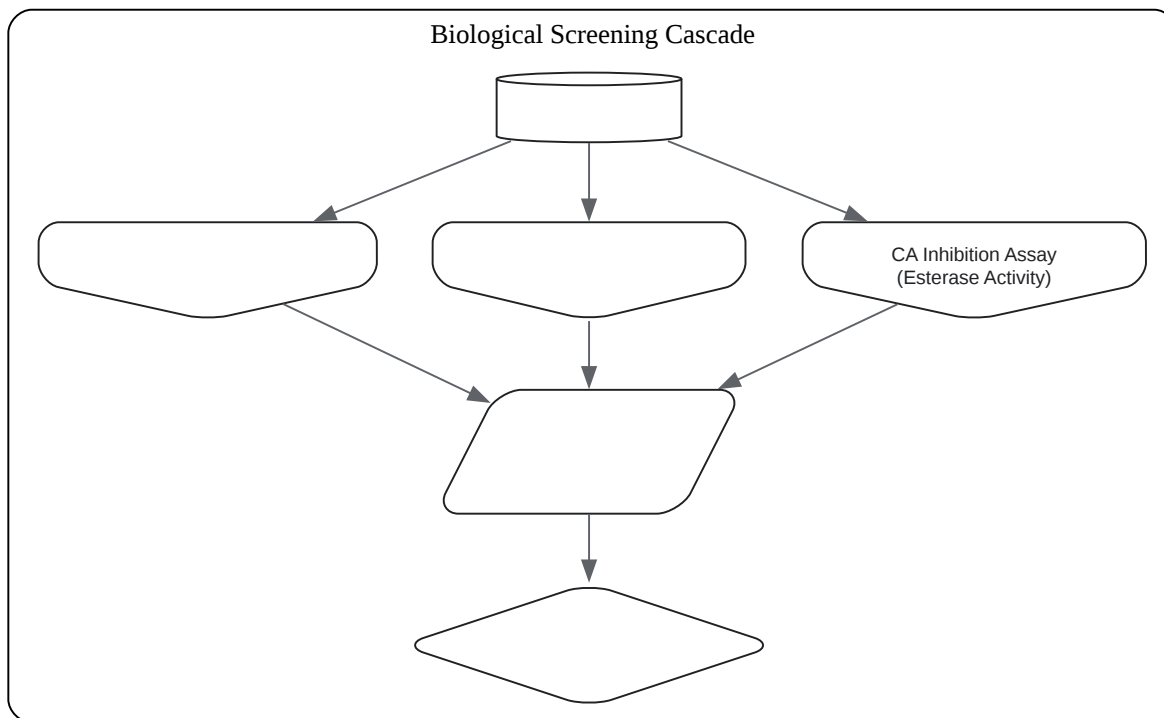 Biological Screening Cascade
CA Inhibition Assay
(Esterase Activity)